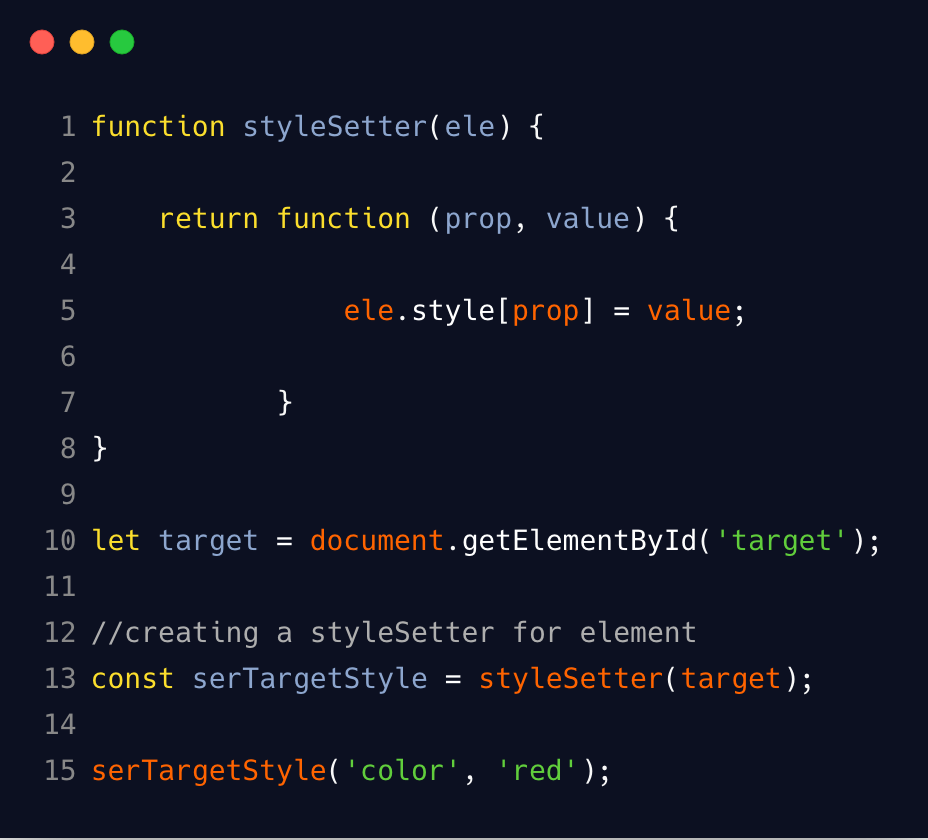 1 function styleSetter(ele) {
2
3     return function (prop, value) {
4
5                ele.style[prop] = value;
6
7            }
8 }
9
10 let target = document.getElementById('target');
11
12 //creating a styleSetter for element
13 const serTargetStyle = styleSetter(target);
14
15 serTargetStyle('color', 'red');